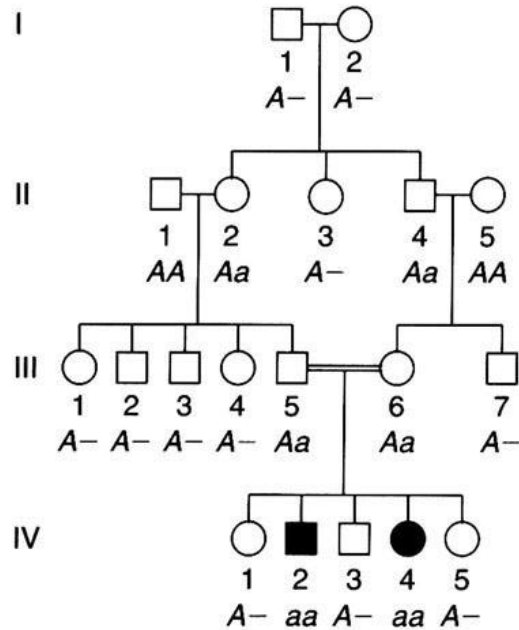 I
1 2
A– A–
II
1 2 3 4 5
AA Aa A– Aa AA
III
1 2 3 4 5 6 7
A– A– A– A– Aa Aa A–
IV
1 2 3 4 5
A– aa A– aa A–